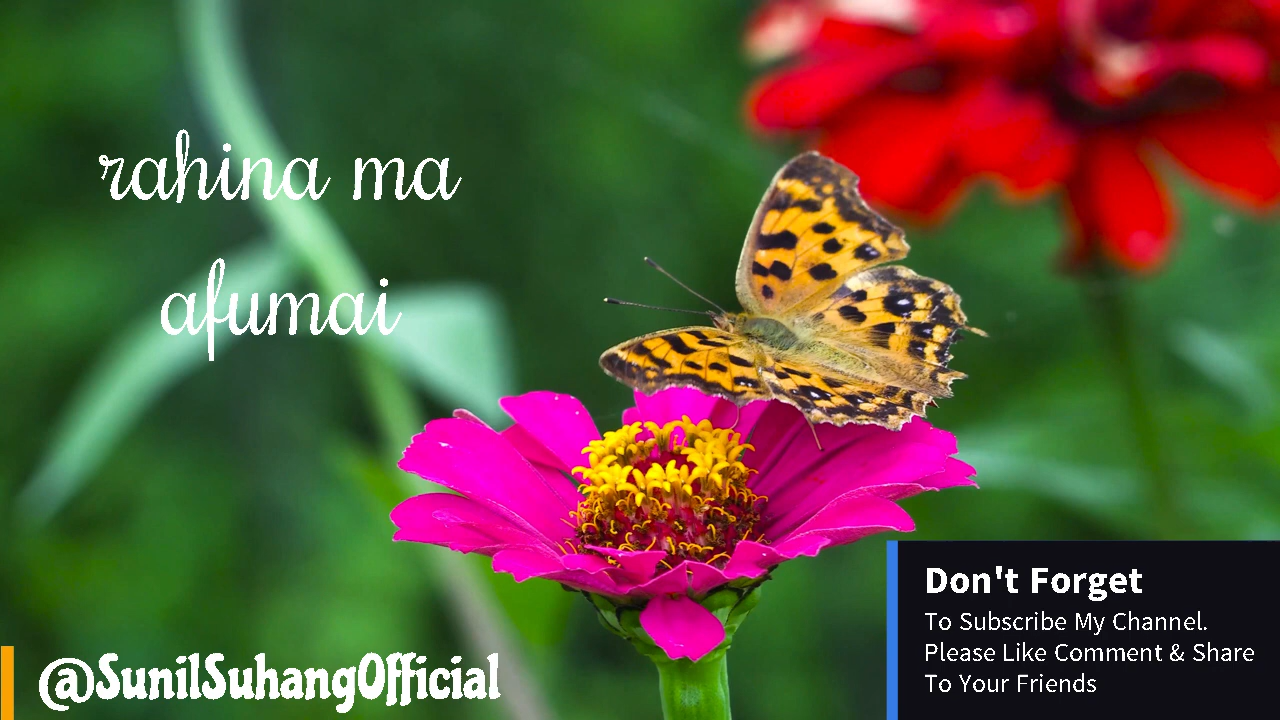 rahina ma
afumai
@SunilSuhangOfficial
Don't Forget
To Subscribe My Channel.
Please Like Comment & Share
To Your Friends